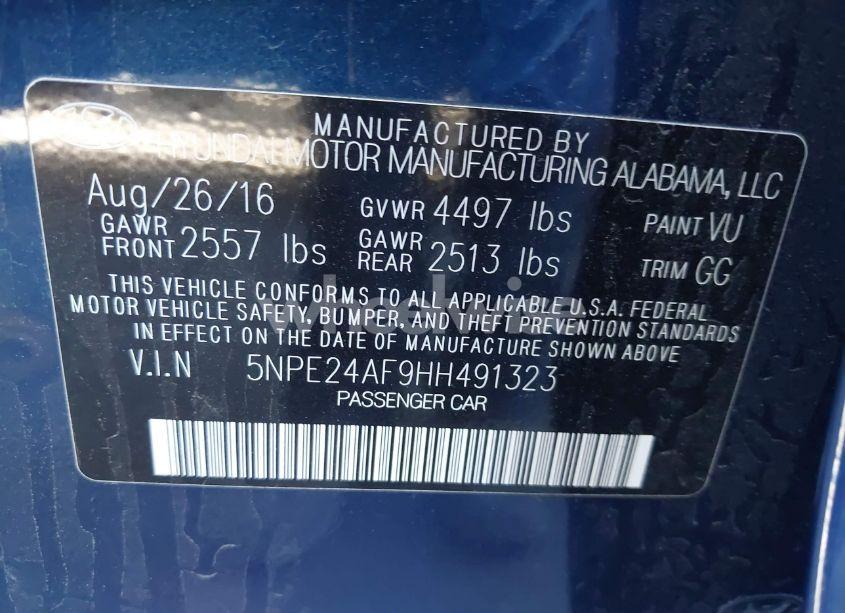 MANUFACTURED BY
HYUNDAI MOTOR MANUFACTURING ALABAMA, LLC
Aug/26/16 GVWR 4497 lbs PAINT VU
GAWR FRONT 2557 lbs GAWR REAR 2513 lbs TRIM GG
THIS VEHICLE CONFORMS TO ALL APPLICABLE U.S.A. FEDERAL
MOTOR VEHICLE SAFETY, BUMPER, AND THEFT PREVENTION STANDARDS
IN EFFECT ON THE DATE OF MANUFACTURE SHOWN ABOVE
V.I.N 5NPE24AF9HH491323
PASSENGER CAR